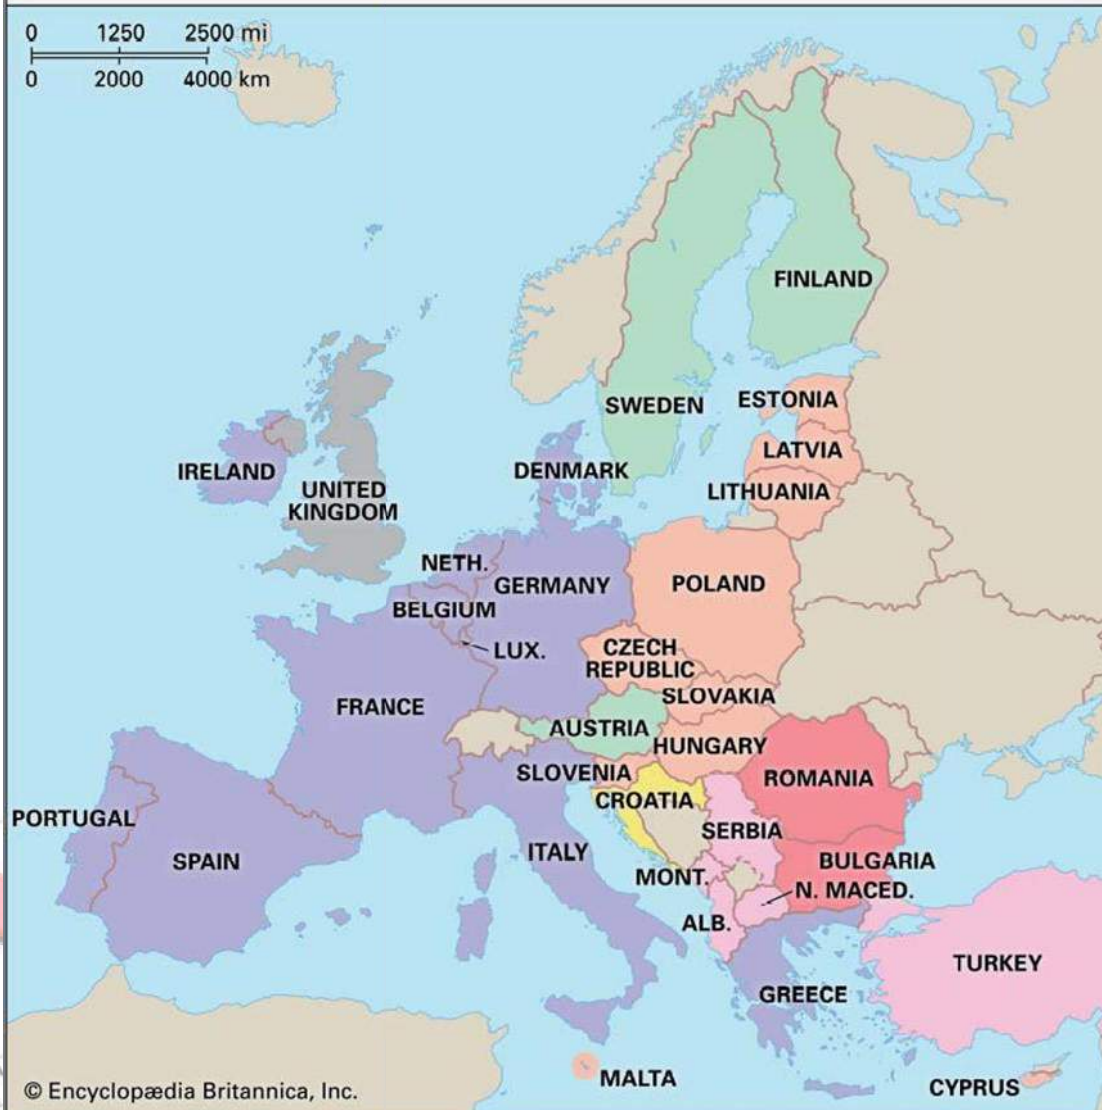 0 1250 2500 mi
0 2000 4000 km
FINLAND
SWEDEN
ESTONIA
LATVIA
LITHUANIA
IRELAND
UNITED
KINGDOM
DENMARK
NETH.
GERMANY
POLAND
BELGIUM
LUX.
CZECH
REPUBLIC
SLOVAKIA
FRANCE
AUSTRIA
HUNGARY
SLOVENIA
ROMANIA
CROATIA
PORTUGAL
SERBIA
SPAIN
ITALY
BULGARIA
MONT.
N. MACED.
ALB.
TURKEY
GREECE
MALTA
CYPRUS
© Encyclopædia Britannica, Inc.